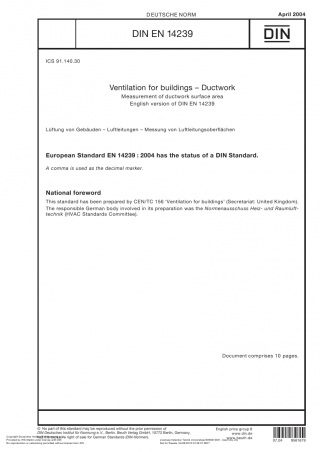 DEUTSCHE NORM
April 2004
DIN EN 14239
DIN
ICS 91.140.30
Ventilation for buildings – Ductwork
Measurement of ductwork surface area
English version of DIN EN 14239
Lüftung von Gebäuden – Luftleitungen – Messung von Luftleitungsoberflächen
European Standard EN 14239 : 2004 has the status of a DIN Standard.
A comma is used as the decimal marker.
National foreword
This standard has been prepared by CEN/TC 156 'Ventilation for buildings' (Secretariat: United Kingdom).
The responsible German body involved in its preparation was the Normenausschuss Heiz- und Raumluft-
technik (HVAC Standards Committee).
Document comprises 10 pages.
© No part of this standard may be reproduced without the prior permission of
DIN Deutsches Institut für Normung e.V., Berlin. Beuth Verlag GmbH, 10772 Berlin, Germany,
right of sale for German Standards (DIN-Normen).
English price group 8
www.din.de
www.beuth.de
07.04